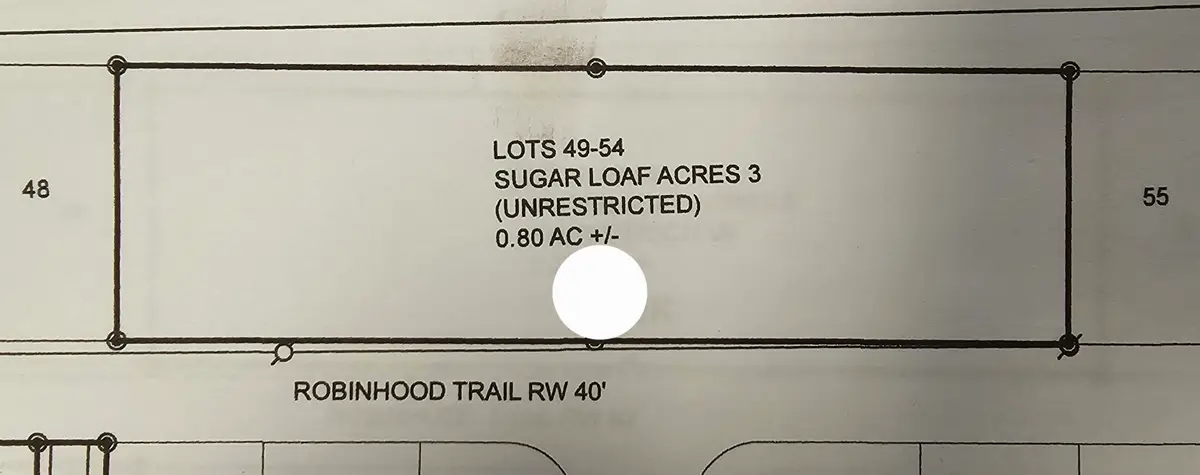 LOTS 49-54
SUGAR LOAF ACRES 3
(UNRESTRICTED)
0.80 AC +/-
48
55
ROBINHOOD TRAIL RW 40'